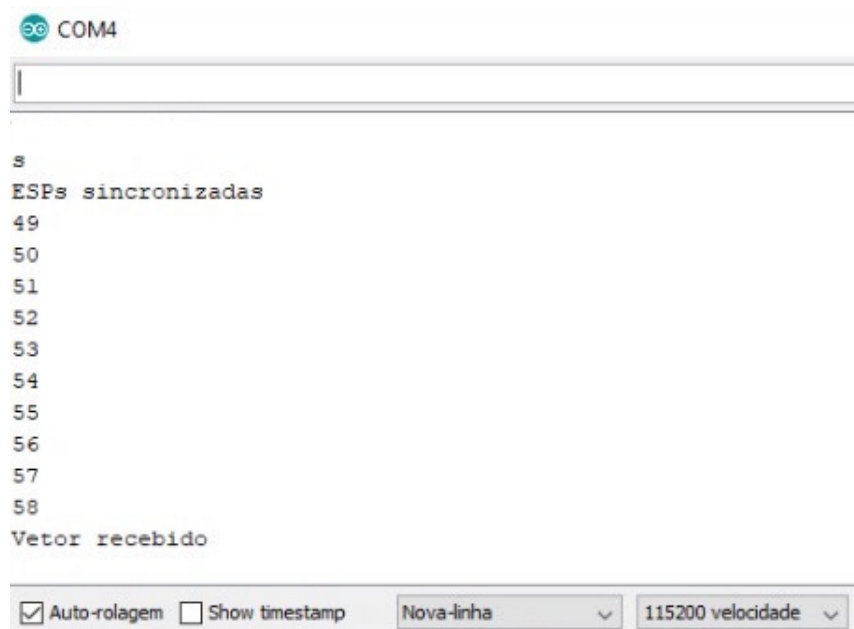 COM4
s
ESPs sincronizadas
49
50
51
52
53
54
55
56
57
58
Vetor recebido
Auto-rolagem Show timestamp Nova-linha 115200 velocidade